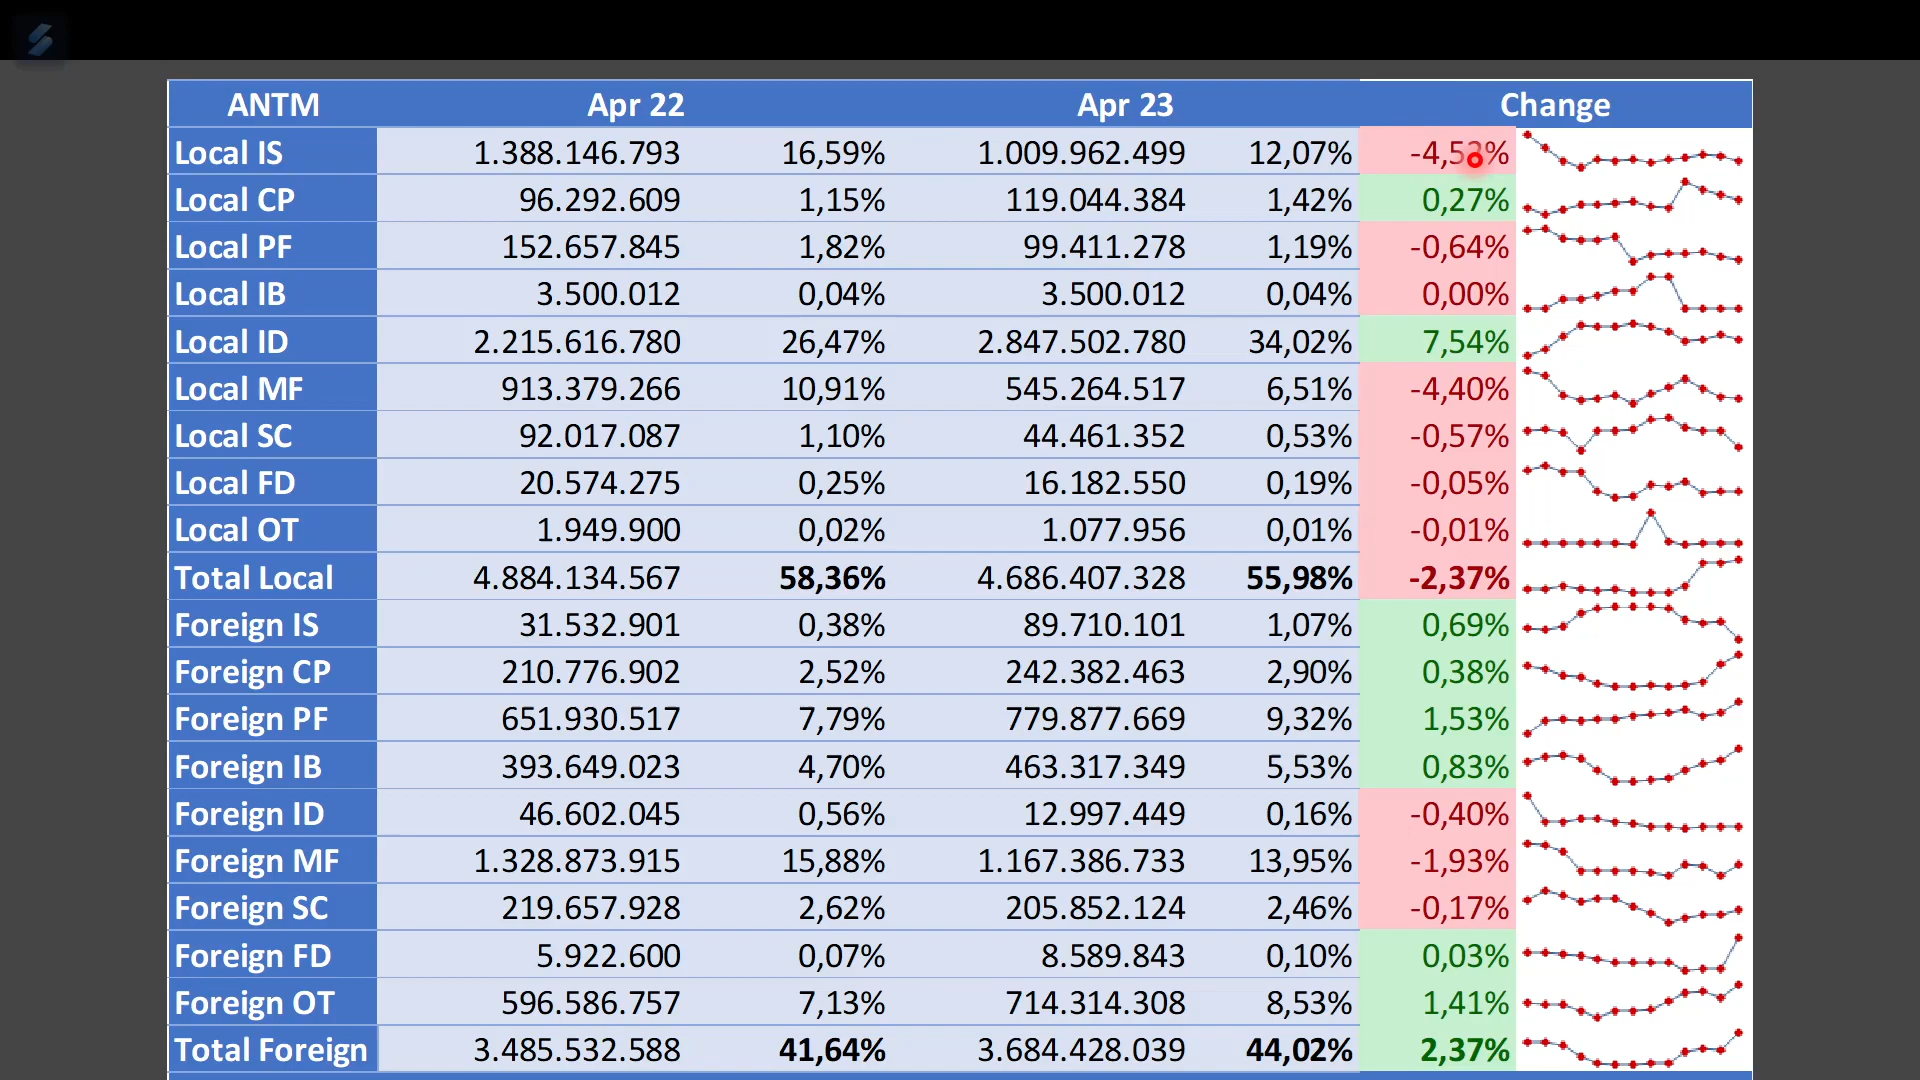 ANTM Apr 22 Apr 23 Change
Local IS 1.388.146.793 16,59% 1.009.962.499 12,07% -4,52%
Local CP 96.292.609 1,15% 119.044.384 1,42% 0,27%
Local PF 152.657.845 1,82% 99.411.278 1,19% -0,64%
Local IB 3.500.012 0,04% 3.500.012 0,04% 0,00%
Local ID 2.215.616.780 26,47% 2.847.502.780 34,02% 7,54%
Local MF 913.379.266 10,91% 545.264.517 6,51% -4,40%
Local SC 92.017.087 1,10% 44.461.352 0,53% -0,57%
Local FD 20.574.275 0,25% 16.182.550 0,19% -0,05%
Local OT 1.949.900 0,02% 1.077.956 0,01% -0,01%
Total Local 4.884.134.567 58,36% 4.686.407.328 55,98% -2,37%
Foreign IS 31.532.901 0,38% 89.710.101 1,07% 0,69%
Foreign CP 210.776.902 2,52% 242.382.463 2,90% 0,38%
Foreign PF 651.930.517 7,79% 779.877.669 9,32% 1,53%
Foreign IB 393.649.023 4,70% 463.317.349 5,53% 0,83%
Foreign ID 46.602.045 0,56% 12.997.449 0,16% -0,40%
Foreign MF 1.328.873.915 15,88% 1.167.386.733 13,95% -1,93%
Foreign SC 219.657.928 2,62% 205.852.124 2,46% -0,17%
Foreign FD 5.922.600 0,07% 8.589.843 0,10% 0,03%
Foreign OT 596.586.757 7,13% 714.314.308 8,53% 1,41%
Total Foreign 3.485.532.588 41,64% 3.684.428.039 44,02% 2,37%